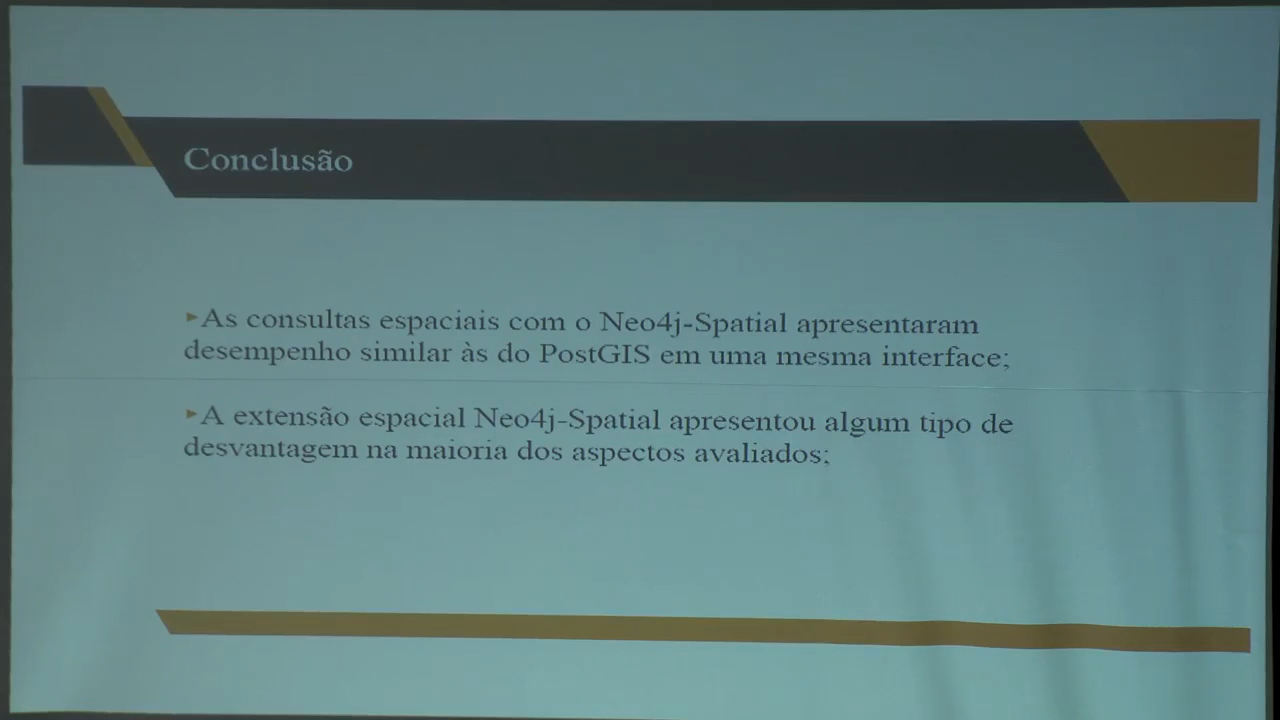 Conclusão
▸As consultas espaciais com o Neo4j-Spatial apresentaram
desempenho similar às do PostGIS em uma mesma interface;
▸A extensão espacial Neo4j-Spatial apresentou algum tipo de
desvantagem na maioria dos aspectos avaliados;